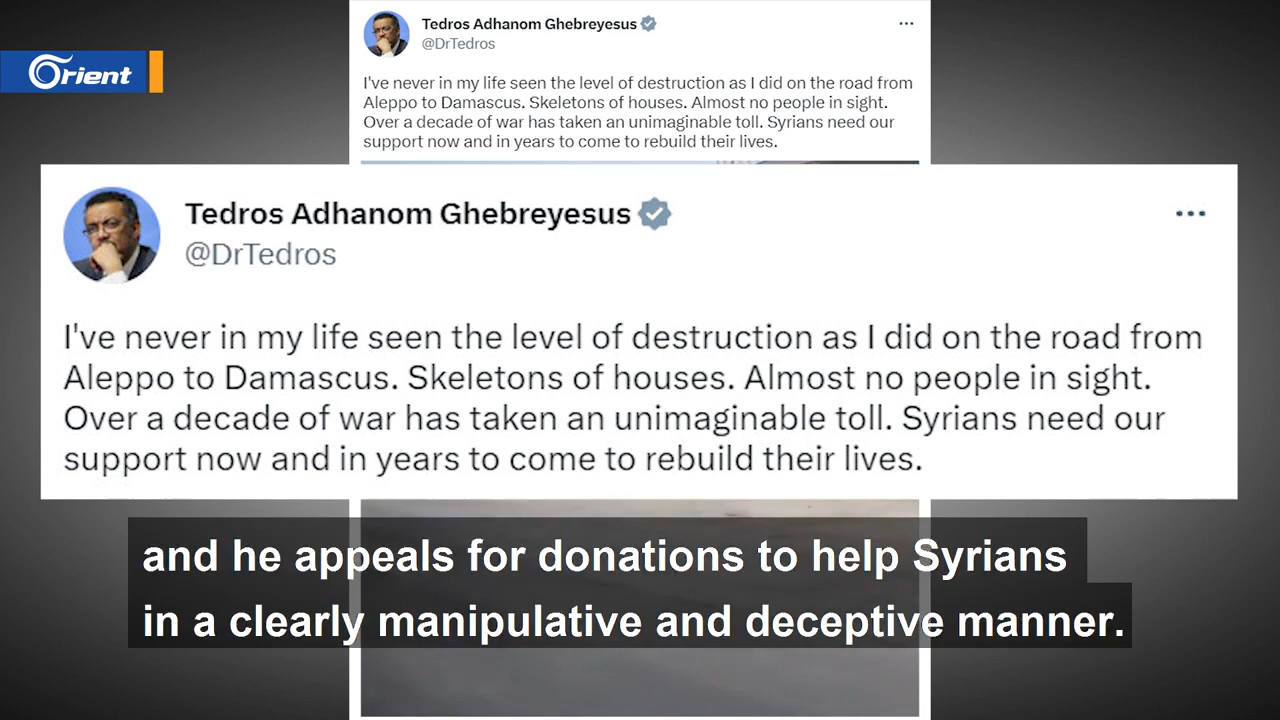 Orient
Tedros Adhanom Ghebreyesus
@DrTedros
I've never in my life seen the level of destruction as I did on the road from
Aleppo to Damascus. Skeletons of houses. Almost no people in sight.
Over a decade of war has taken an unimaginable toll. Syrians need our
support now and in years to come to rebuild their lives.
Tedros Adhanom Ghebreyesus
@DrTedros
I've never in my life seen the level of destruction as I did on the road from
Aleppo to Damascus. Skeletons of houses. Almost no people in sight.
Over a decade of war has taken an unimaginable toll. Syrians need our
support now and in years to come to rebuild their lives.
and he appeals for donations to help Syrians
in a clearly manipulative and deceptive manner.